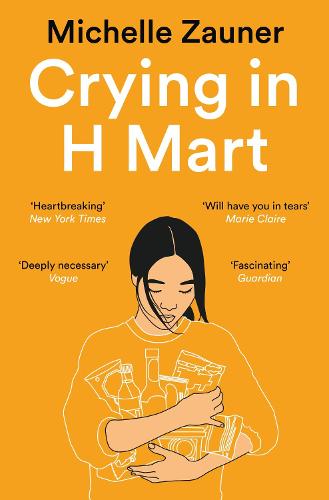 Michelle Zauner
Crying in
H Mart
‘Heartbreaking’
New York Times
‘Will have you in tears’
Marie Claire
‘Deeply necessary’
Vogue
‘Fascinating’
Guardian